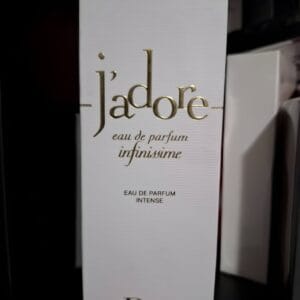 j'adore
eau de parfum
infinissime
EAU DE PARFUM
INTENSE